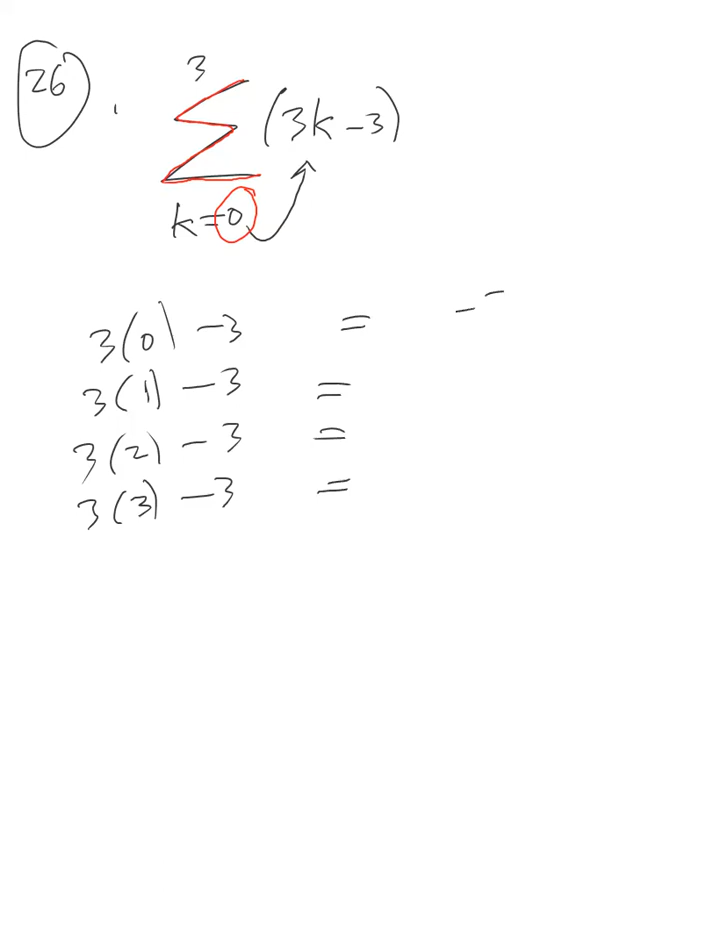 26.
3
∑ (3k-3)
k=0
3(0) -3 = -
3(1) -3 =
3(2) -3 =
3(3) -3 =